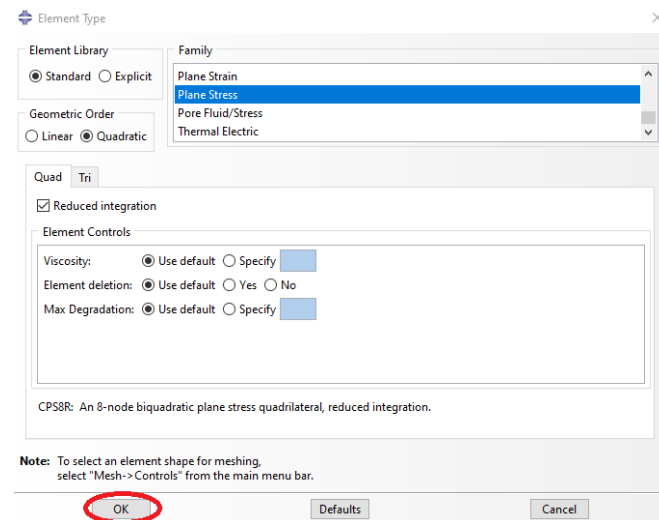 Element Type
Element Library
Family
Standard Explicit
Plane Strain
Plane Stress
Pore Fluid/Stress
Thermal Electric
Geometric Order
Linear Quadratic
Quad Tri
Reduced integration
Element Controls
Viscosity: Use default Specify
Element deletion: Use default Yes No
Max Degradation: Use default Specify
CPS8R: An 8-node biquadratic plane stress quadrilateral, reduced integration.
Note: To select an element shape for meshing,
select "Mesh->Controls" from the main menu bar.
OK Defaults Cancel